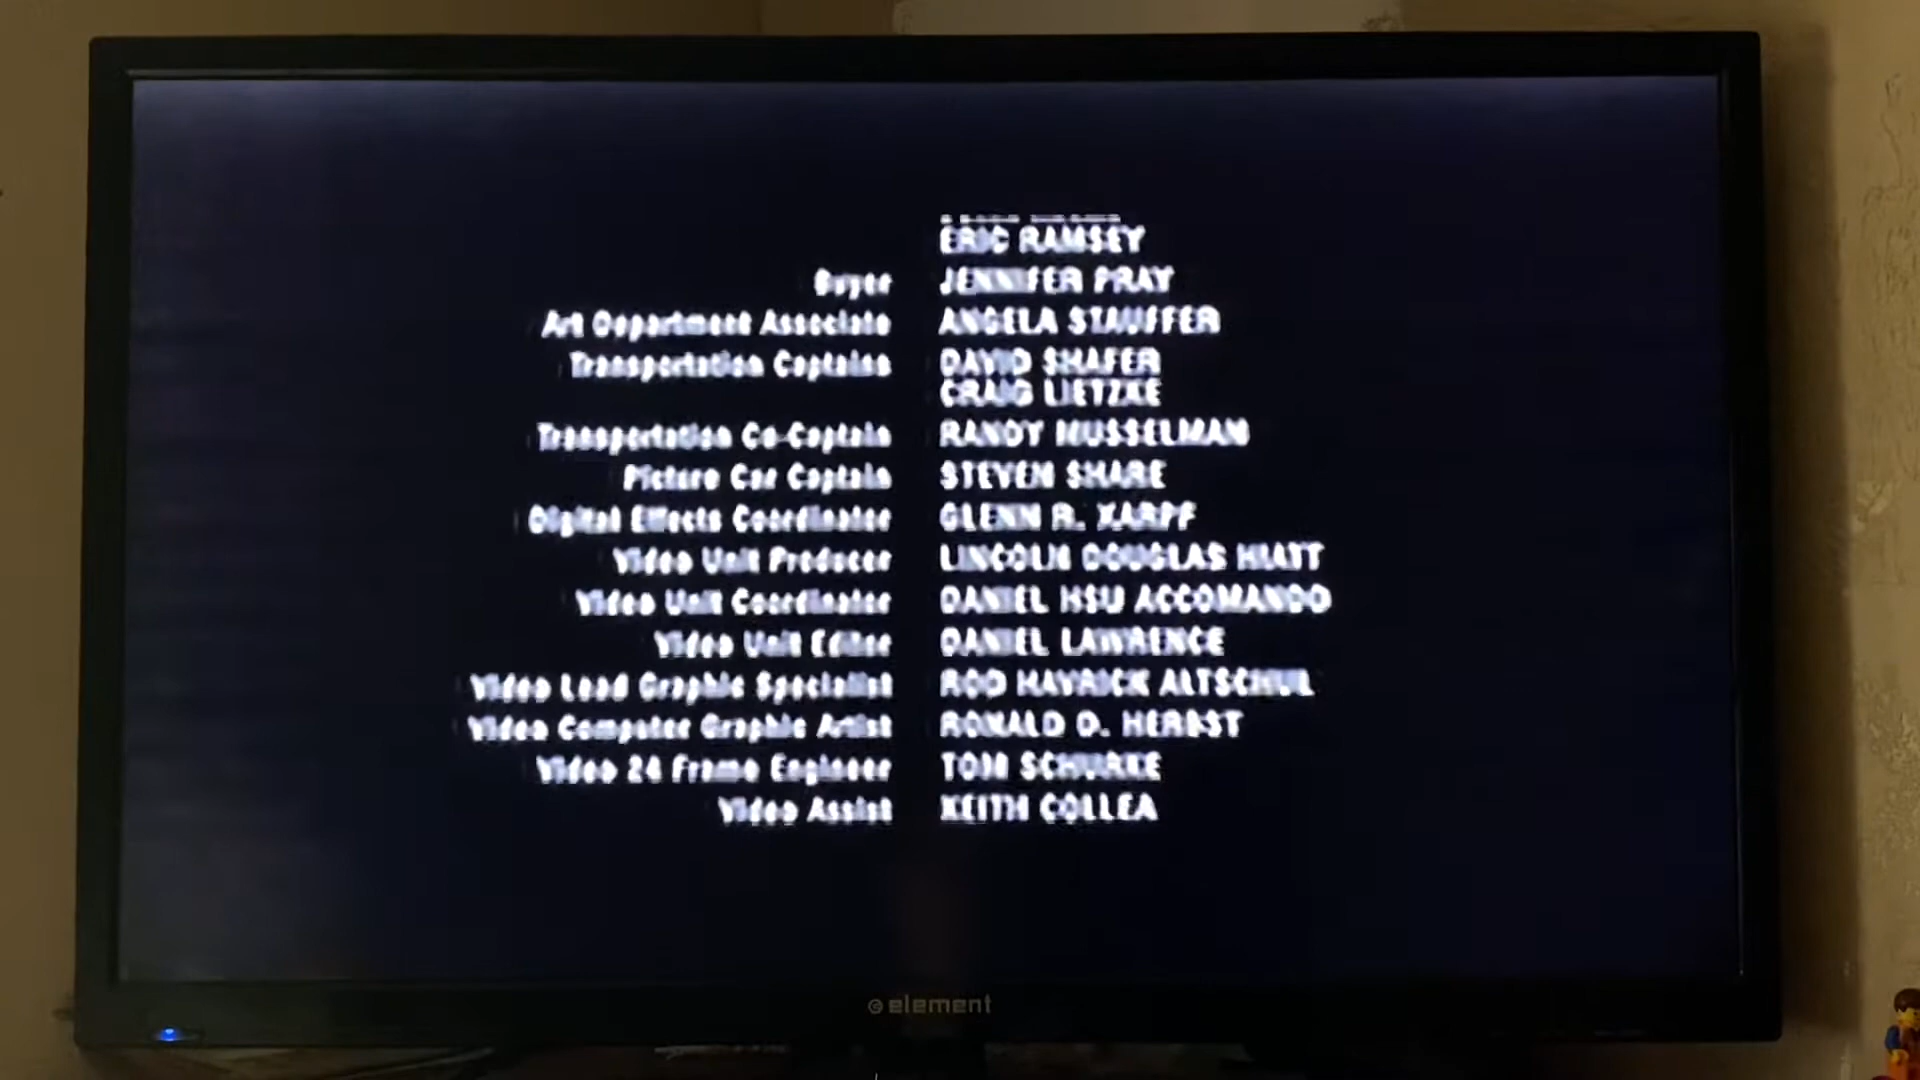 ERIC RAMSEY
Buyer JENNIFER PRAY
Art Department Associate ANGELA STAUFFER
Transportation Captains DAVID SHAFER
CRAIG LIETZKE
Transportation Co-Captain RANDY MUSSELMAN
Picture Car Captain STEVEN SHARE
Digital Effects Coordinator GLENN R. KARPF
Video Unit Producer LINCOLN DOUGLAS HIATT
Video Unit Coordinator DANIEL HSU ACCOMANDO
Video Unit Editor DANIEL LAWRENCE
Video Lead Graphic Specialist ROD ALTSCHUL
Video Computer Graphic Artist RONALD D. HERBST
Video 24 Frame Engineer TOM SCHURKE
Video Assist KEITH COLLEA
element